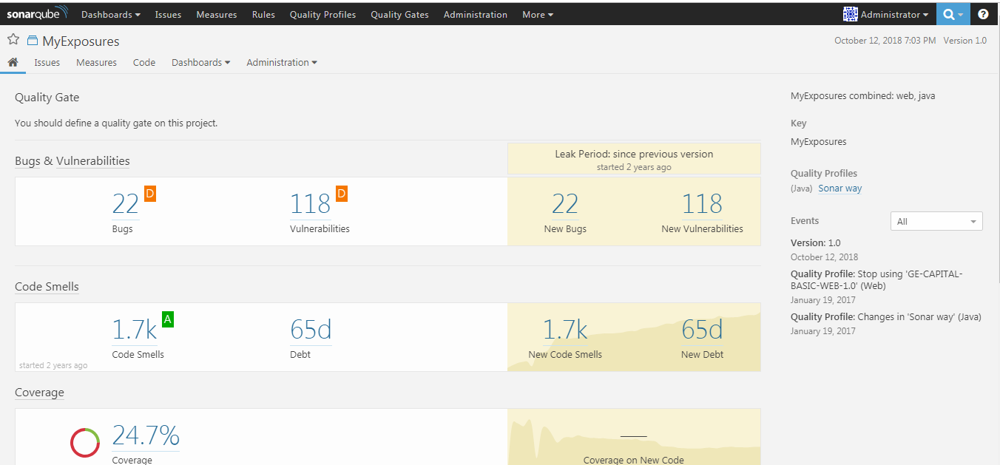 sonarqube Dashboards Issues Measures Rules Quality Profiles Quality Gates Administration More Administrator ?
MyExposures
October 12, 2018 7:03 PM Version 1.0
Issues Measures Code Dashboards Administration
Quality Gate
You should define a quality gate on this project.
Bugs & Vulnerabilities
Leak Period: since previous version
started 2 years ago
22 D 118 D 22 118
Bugs Vulnerabilities New Bugs New Vulnerabilities
Code Smells
1.7k A 65d 1.7k 65d
Code Smells Debt New Code Smells New Debt
started 2 years ago
Coverage
24.7%
Coverage Coverage on New Code
MyExposures combined: web, java
Key
MyExposures
Quality Profiles
(Java) Sonar way
Events All
Version: 1.0
October 12, 2018
Quality Profile: Stop using 'GE-CAPITAL-
BASIC-WEB-1.0' (Web)
January 19, 2017
Quality Profile: Changes in 'Sonar way' (Java)
January 19, 2017